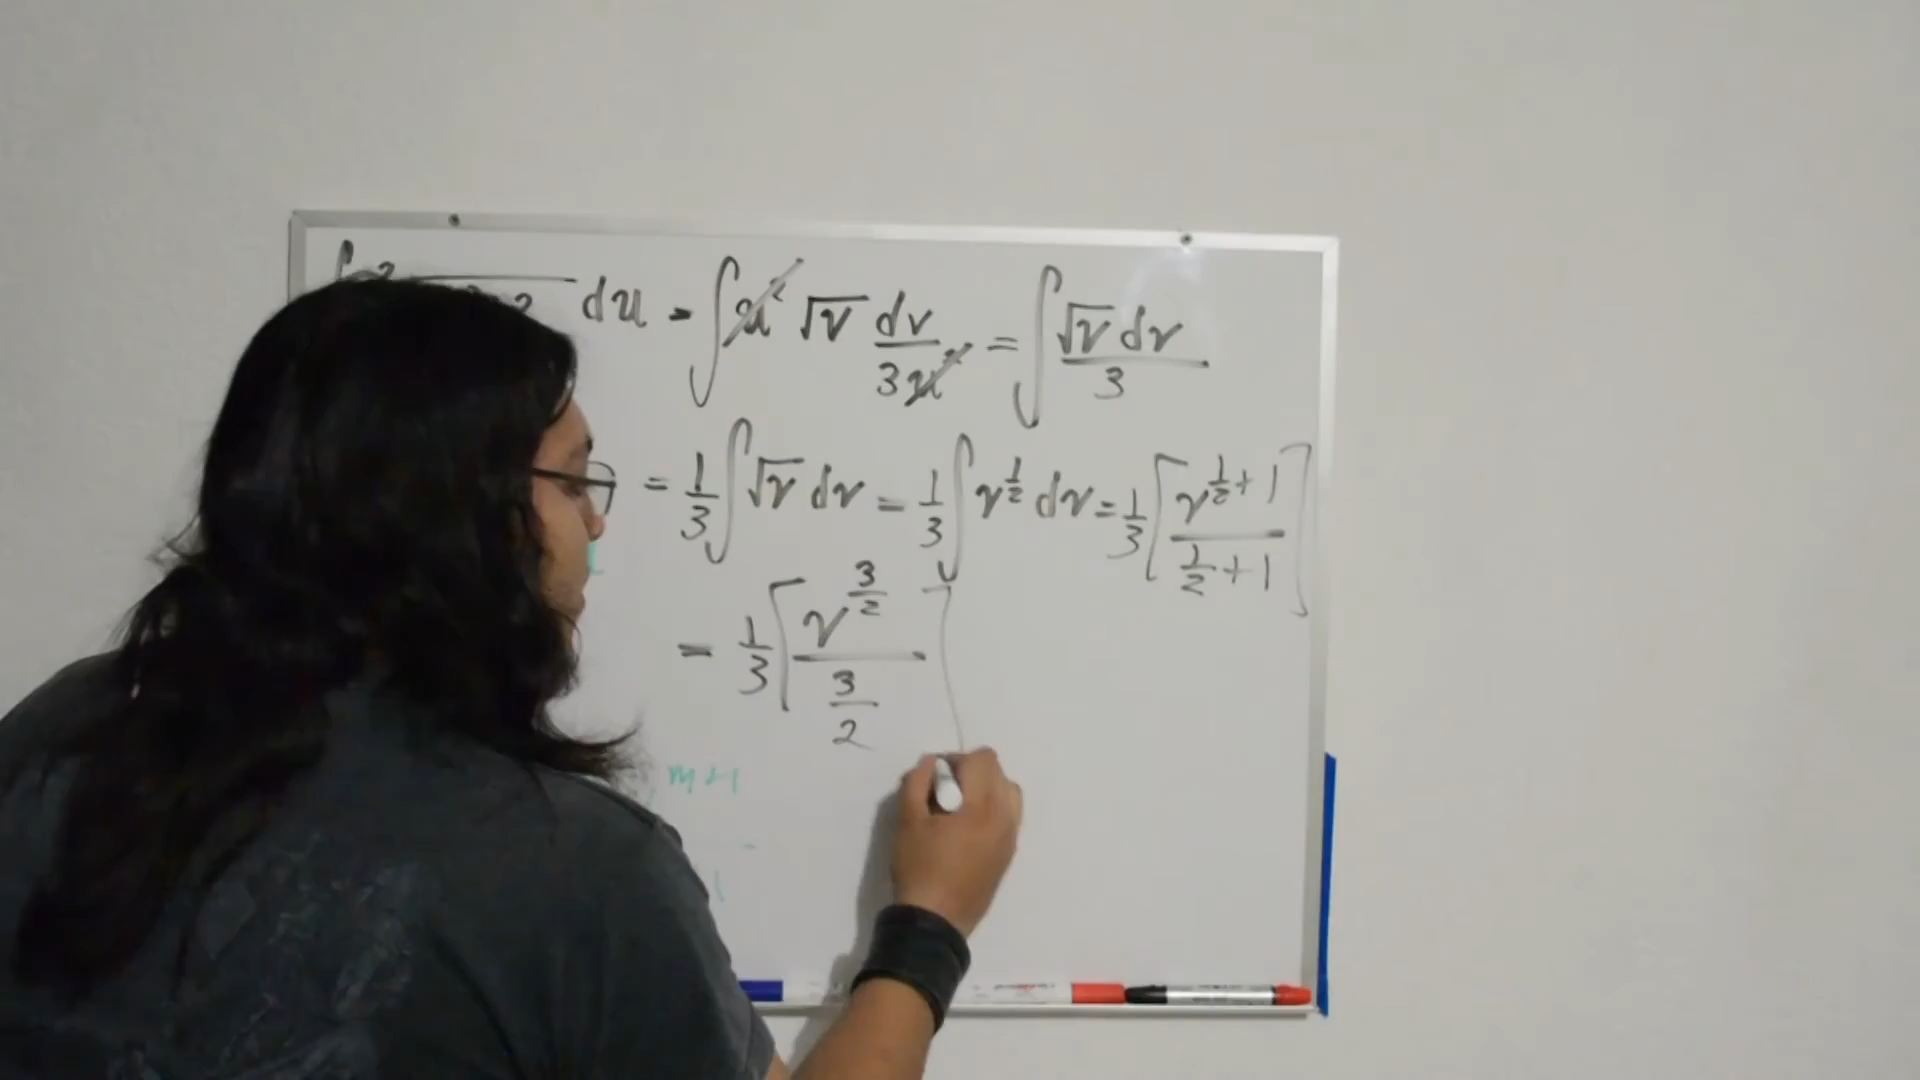 du = ∫ u² √v dv/3u² = ∫ √v dv/3
= 1/3 ∫ √v dv = 1/3 ∫ v^{1/2} dv = 1/3 [v^{1/2+1}/(1/2+1)]
= 1/3 [v^{3/2}/(3/2)]